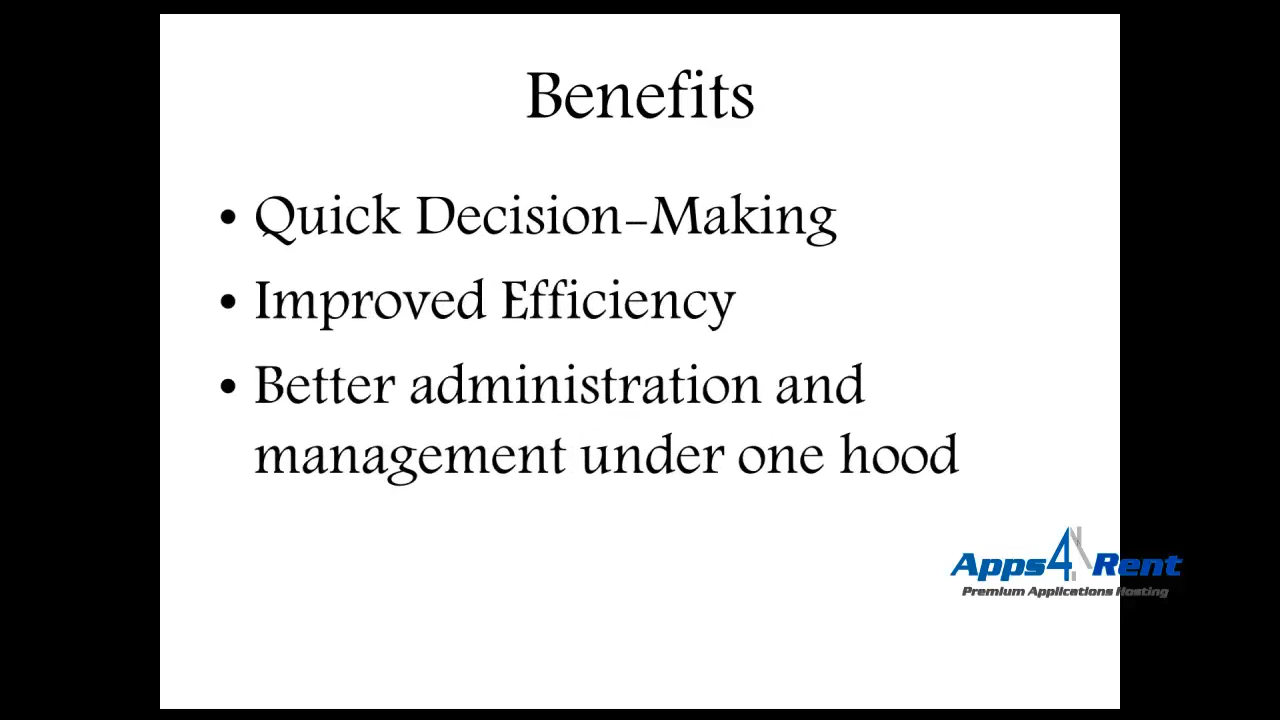 Benefits
• Quick Decision-Making
• Improved Efficiency
• Better administration and
management under one hood
Apps4Rent
Premium Applications Hosting